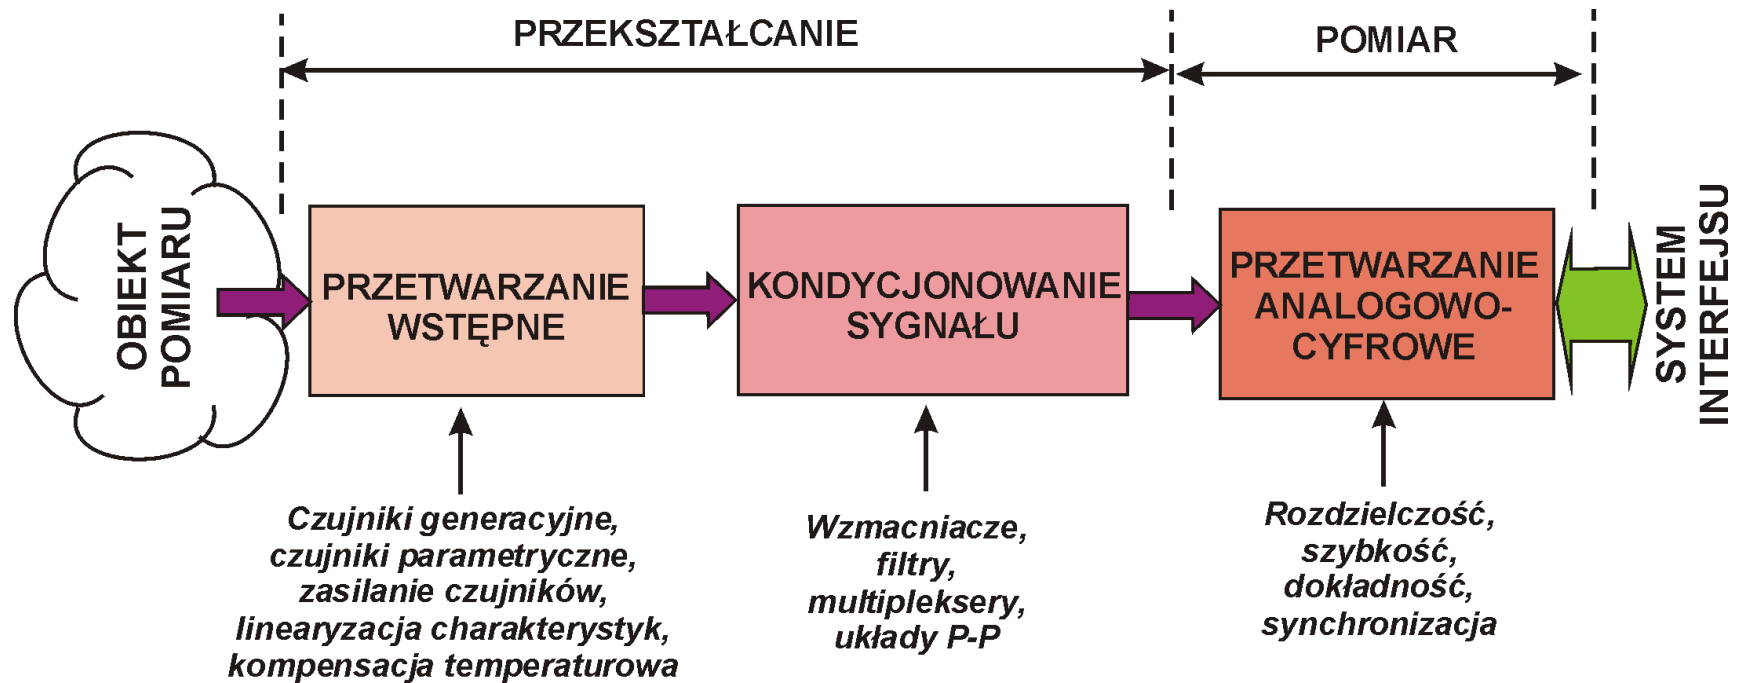 PRZEKSZTAŁCANIE
POMIAR
OBIEKT
POMIARU
PRZETWARZANIE
WSTĘPNE
KONDYCJONOWANIE
SYGNAŁU
PRZETWARZANIE
ANALOGOWO-
CYFROWE
SYSTEM
INTERFEJSU
Czujniki generacyjne,
czujniki parametryczne,
zasilanie czujników,
linearyzacja charakterystyk,
kompensacja temperaturowa
Wzmacniacze,
filtry,
multipleksery,
układy P-P
Rozdzielczość,
szybkość,
dokładność,
synchronizacja